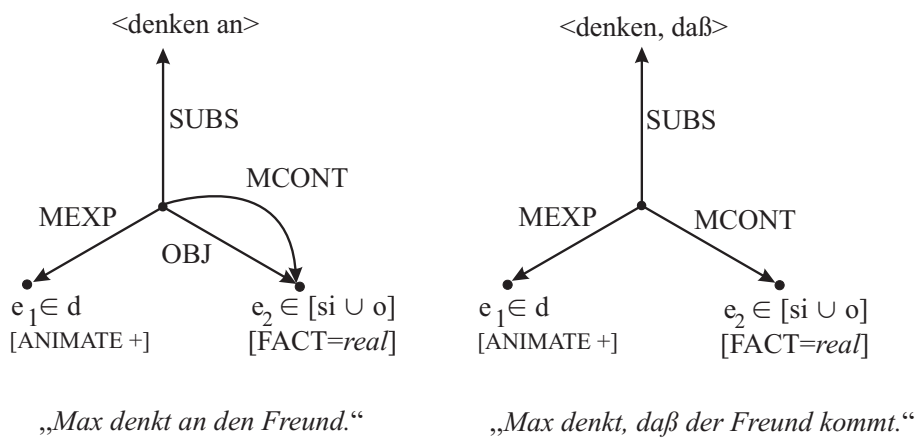 <denken an>
SUBS
MCONT
MEXP
OBJ
e1 ∈ d
[ANIMATE +]
e2 ∈ [si ∪ o]
[FACT=real]
„Max denkt an den Freund.“
<denken, daß>
SUBS
MEXP
MCONT
e1 ∈ d
[ANIMATE +]
e2 ∈ [si ∪ o]
[FACT=real]
„Max denkt, daß der Freund kommt.“